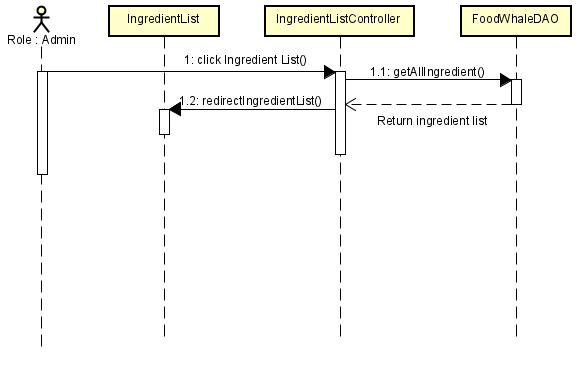 IngredientList
IngredientListController
FoodWhaleDAO
Role : Admin
1: click Ingredient List()
1.1: getAllIngredient()
1.2: redirectIngredientList()
Return ingredient list